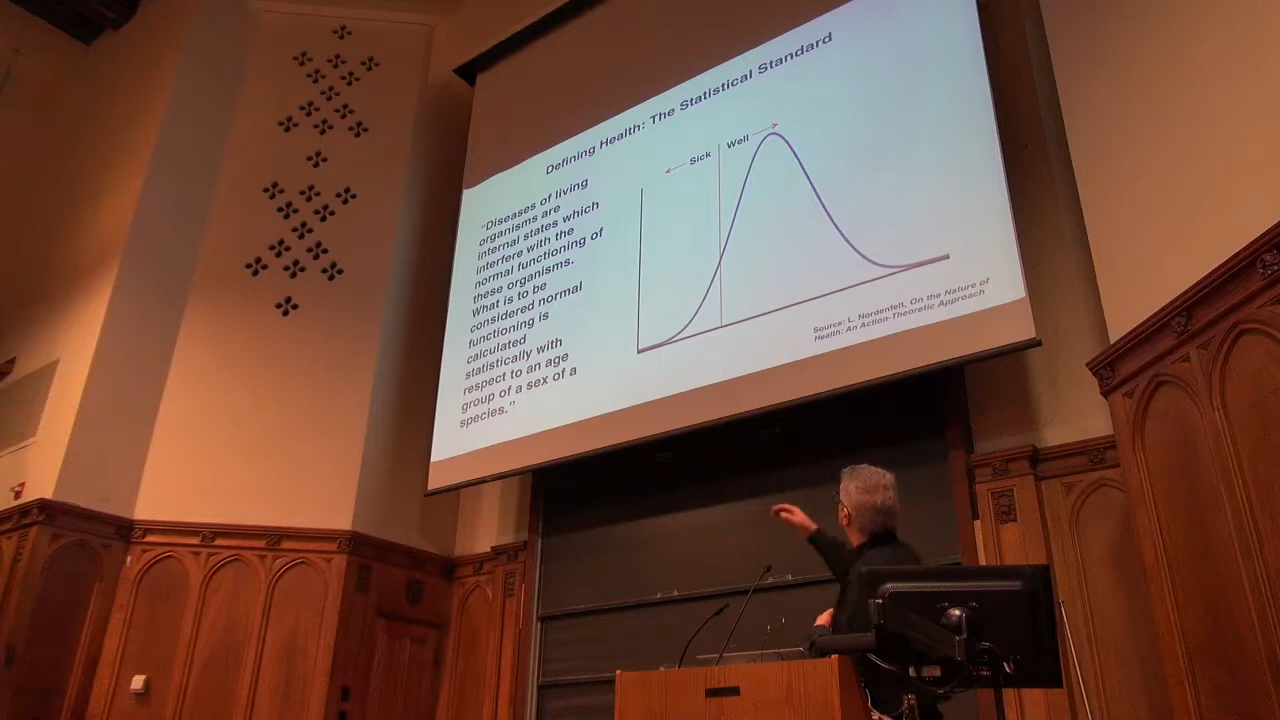 Defining Health: The Statistical Standard
"Diseases of living
organisms are
internal states which
interfere with the
normal functioning of
these organisms.
What is to be
considered normal
functioning is
calculated
statistically with
respect to an age
group of a sex of a
species."
Sick
Well
Source: L. Nordenfelt, On the Nature of
Health: An Action-Theoretic Approach